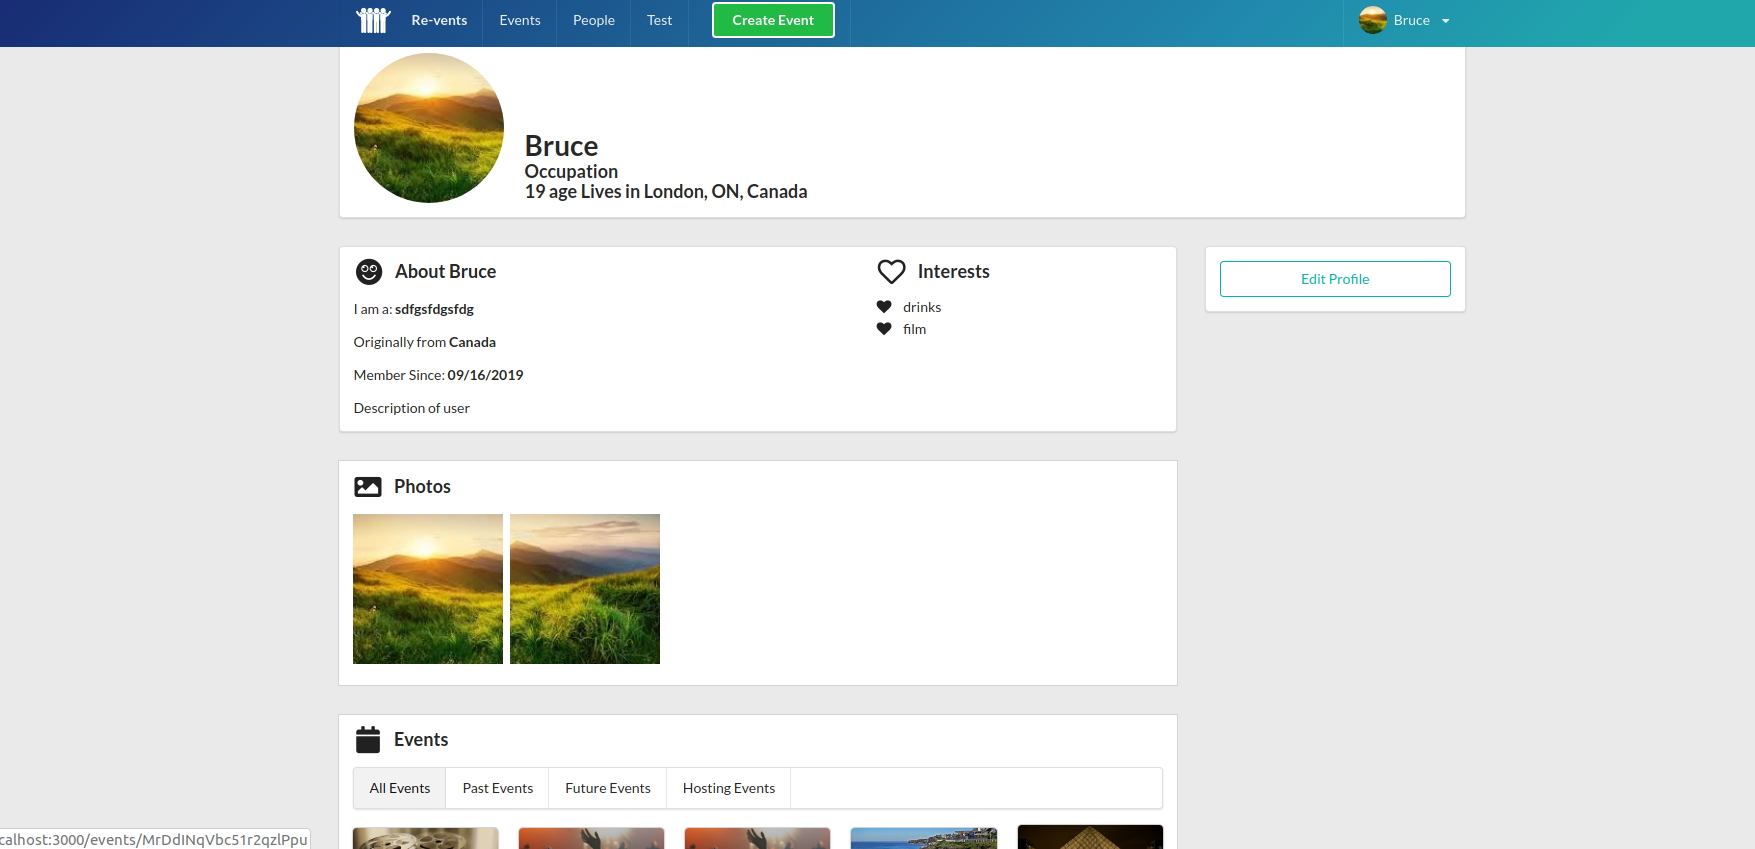 Re-vents
Events
People
Test
Create Event
Bruce
Bruce
Occupation
19 age Lives in London, ON, Canada
About Bruce
I am a: sdfgsfdgsfdg
Originally from Canada
Member Since: 09/16/2019
Description of user
Interests
drinks
film
Edit Profile
Photos
Events
All Events
Past Events
Future Events
Hosting Events
calhost:3000/events/MrDdINqVbc51r2qzlPpu